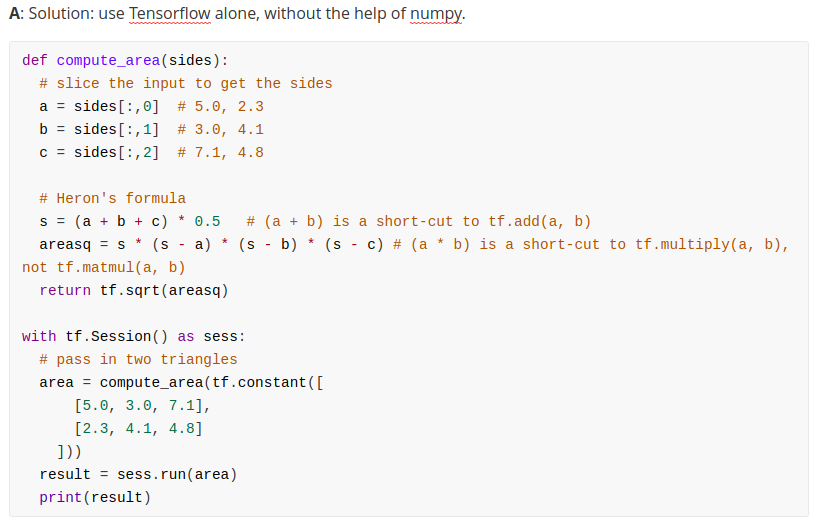 A: Solution: use Tensorflow alone, without the help of numpy.
def compute_area(sides):
  # slice the input to get the sides
  a = sides[:,0]  # 5.0, 2.3
  b = sides[:,1]  # 3.0, 4.1
  c = sides[:,2]  # 7.1, 4.8

  # Heron's formula
  s = (a + b + c) * 0.5   # (a + b) is a short-cut to tf.add(a, b)
  areasq = s * (s - a) * (s - b) * (s - c) # (a * b) is a short-cut to tf.multiply(a, b),
not tf.matmul(a, b)
  return tf.sqrt(areasq)

with tf.Session() as sess:
  # pass in two triangles
  area = compute_area(tf.constant([
      [5.0, 3.0, 7.1],
      [2.3, 4.1, 4.8]
    ]))
  result = sess.run(area)
  print(result)